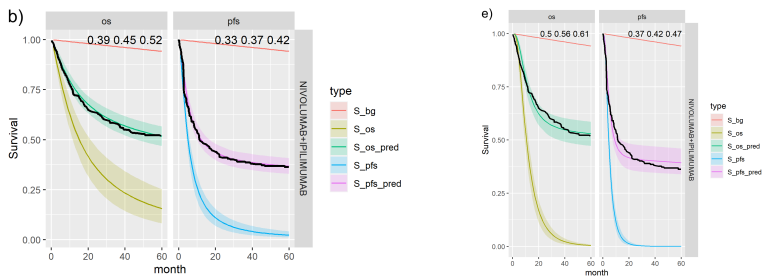 b)
os
pfs
0.39 0.45 0.52
0.33 0.37 0.42
1.00
0.75
0.50
0.25
0.00
Survival
0 20 40 60
0 20 40 60
month
NIVOLUMAB+IPILIMUMAB
type
S_bg
S_os
S_os_pred
S_pfs
S_pfs_pred
e)
os
pfs
0.5 0.56 0.61
0.37 0.42 0.47
1.00
0.75
0.50
0.25
0.00
Survival
0 20 40 60
0 20 40 60
month
NIVOLUMAB+IPILIMUMAB
type
S_bg
S_os
S_os_pred
S_pfs
S_pfs_pred